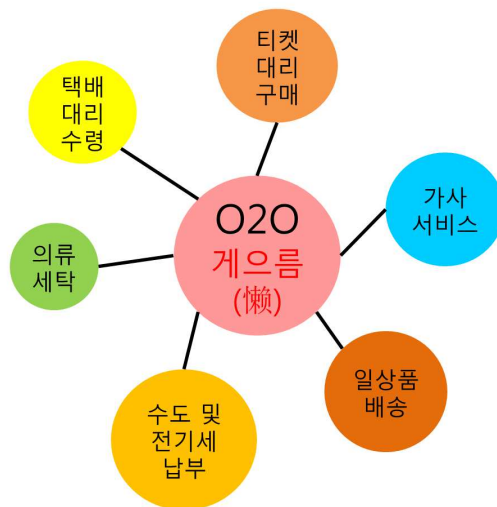 티켓
대리
구매
택배
대리
수령
가사
서비스
O2O
게으름
(懒)
의류
세탁
일상품
배송
수도 및
전기세
납부